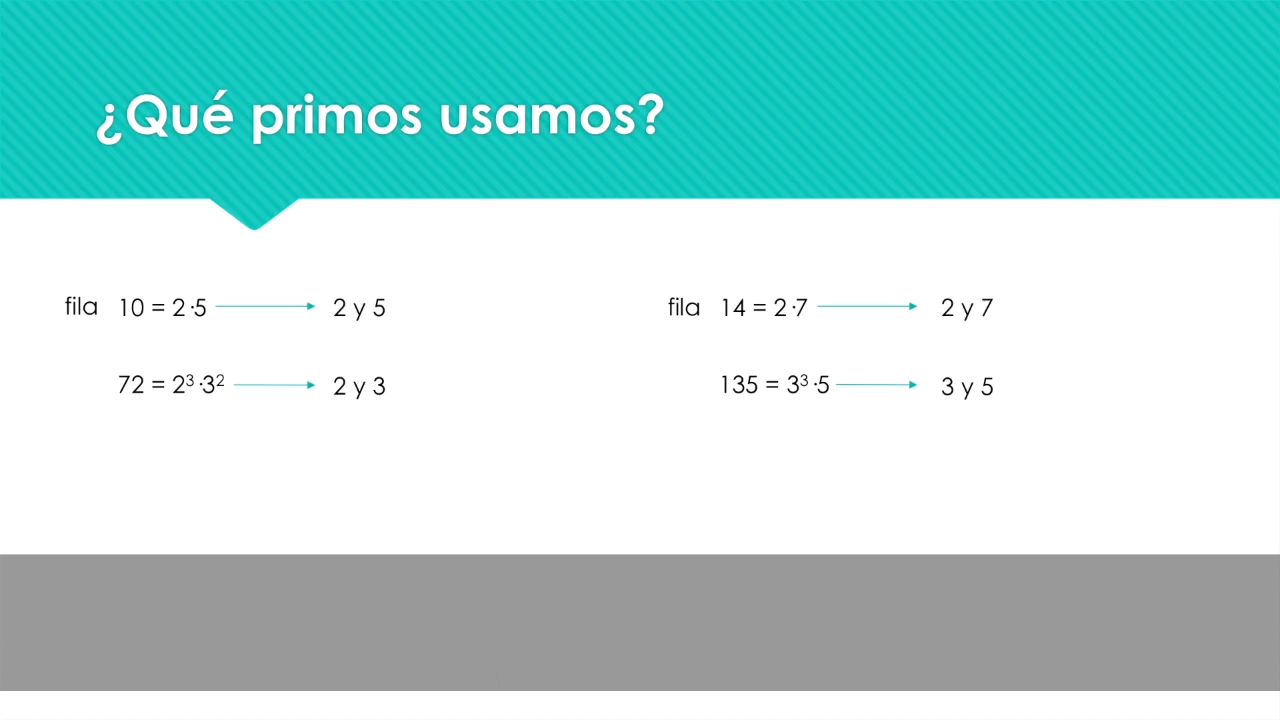 ¿Qué primos usamos?
fila 10 = 2·5 2 y 5
72 = 2³·3² 2 y 3
fila 14 = 2·7 2 y 7
135 = 3³·5 3 y 5